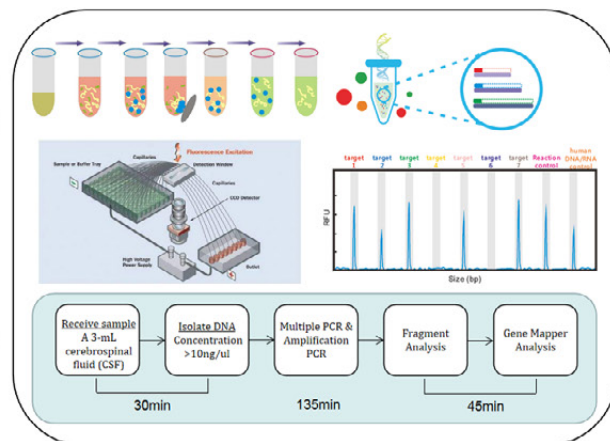 Fluorescence Excitation
Sample or Buffer Tray
Capillaries
Detection Window
Capillaries
CCD Detector
High Voltage
Power Supply
Outlet
target
1
target
2
target
3
target
4
target
5
target
6
target
7
Reaction
control
human
DNA/RNA
control
RFU
Size (bp)
Receive sample
A 3-mL
cerebrospinal
fluid (CSF)
Isolate DNA
Concentration
>10ng/ul
Multiple PCR &
Amplification
PCR
Fragment
Analysis
Gene Mapper
Analysis
30min
135min
45min